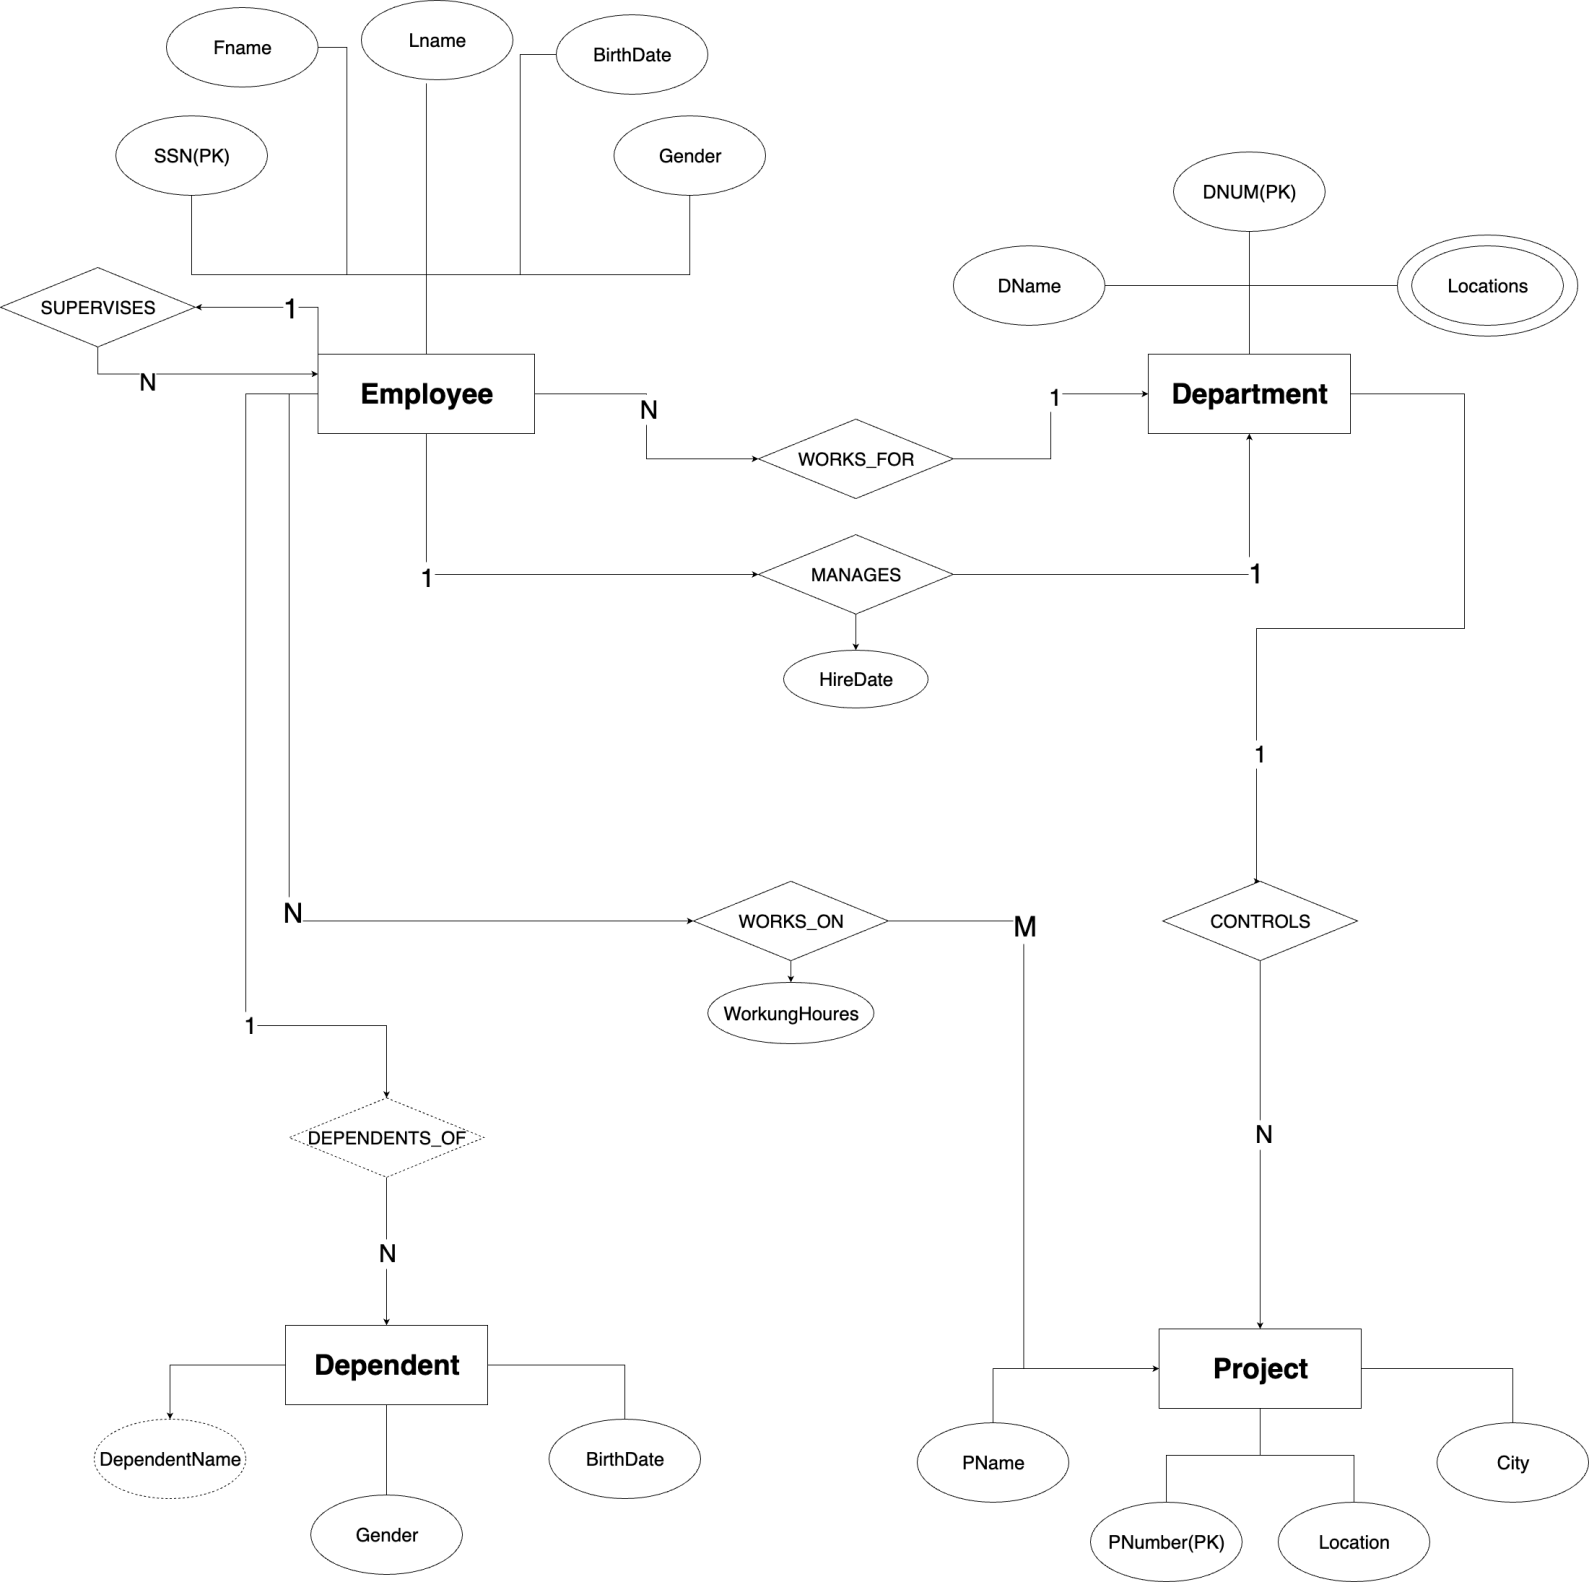 Fname
Lname
BirthDate
SSN(PK)
Gender
DNUM(PK)
DName
Locations
SUPERVISES
1
N
Employee
N
1
Department
WORKS_FOR
1
MANAGES
1
HireDate
1
N
WORKS_ON
M
CONTROLS
WorkungHoures
1
DEPENDENTS_OF
N
N
Dependent
Project
DependentName
BirthDate
PName
City
Gender
PNumber(PK)
Location